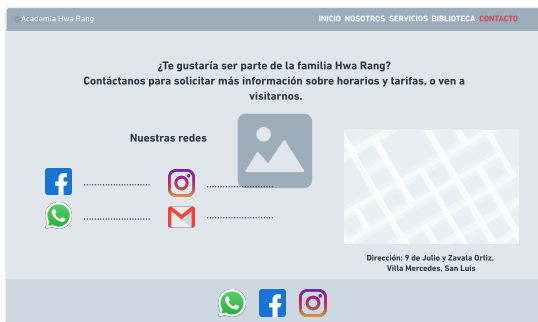 Academia Hwa Rang
INICIO NOSOTROS SERVICIOS BIBLIOTECA CONTACTO
¿Te gustaría ser parte de la familia Hwa Rang?
Contáctanos para solicitar más información sobre horarios y tarifas, o ven a
visitarnos.
Nuestras redes
Dirección: 9 de Julio y Zavala Ortiz,
Villa Mercedes, San Luis